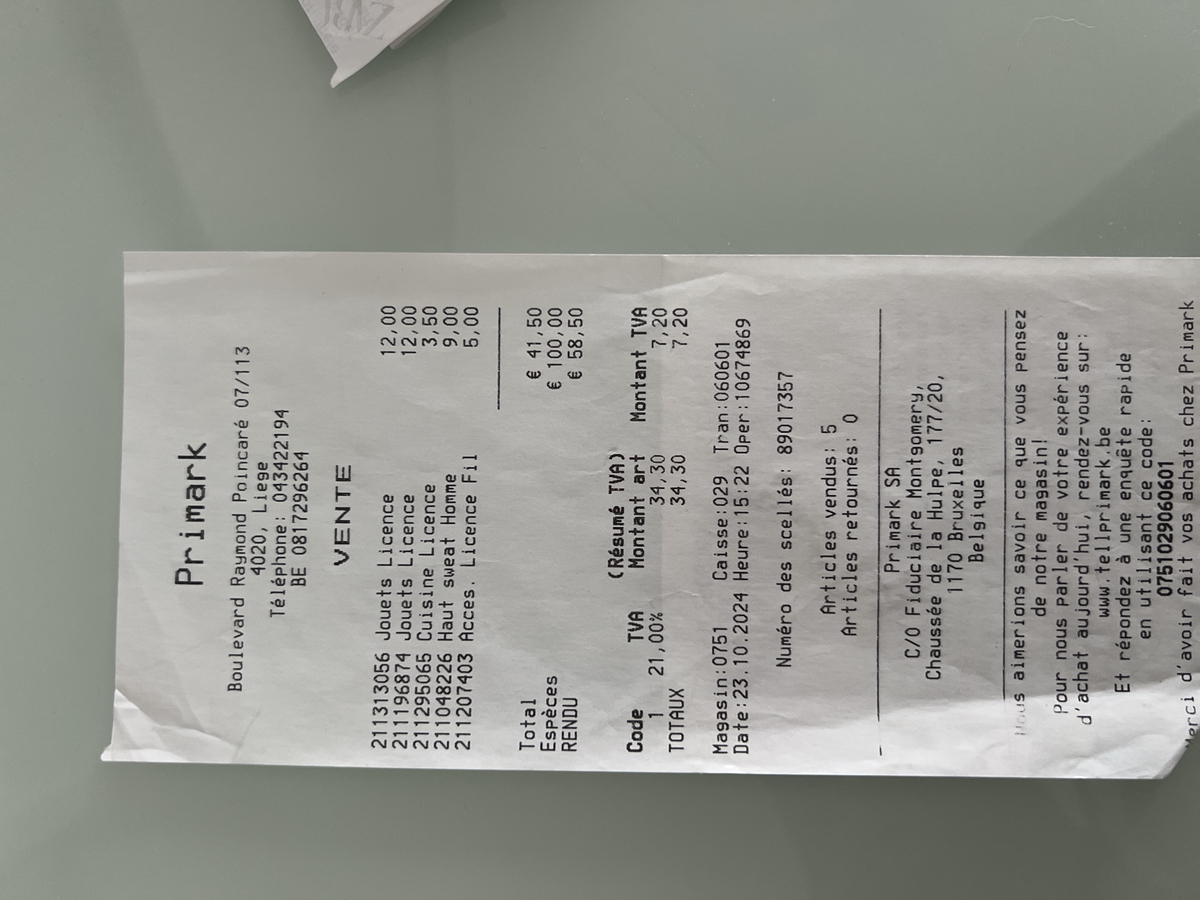 Primark
Boulevard Raymond Poincaré 07/113
4020, Liege
Téléphone: 043422194
BE 0817296264
VENTE
211313056 Jouets Licence 12,00
211196874 Jouets Licence 12,00
211295065 Cuisine Licence 3,50
211048226 Haut sweat Homme 9,00
211207403 Acces. Licence Fil 5,00
Total € 41,50
Espèces € 100,00
RENDU € 58,50
(Résumé TVA)
Code TVA Montant art Montant TVA
1 21,00% 34,30 7,20
TOTAUX 34,30 7,20
Magasin:0751 Caisse:029 Tran:060601
Date:23.10.2024 Heure:15:22 Oper:10674869
Numéro des scellés: 89017357
Articles vendus: 5
Articles retournés: 0
Primark SA
C/O Fiduciaire Montgomery,
Chaussée de la Hulpe, 177/20,
1170 Bruxelles
Belgique
Nous aimerions savoir ce que vous pensez
de notre magasin!
Pour nous parler de votre expérience
d'achat aujourd'hui, rendez-vous sur:
www.tellprimark.be
Et répondez à une enquête rapide
en utilisant ce code:
0751029060601
Merci d'avoir fait vos achats chez Primark